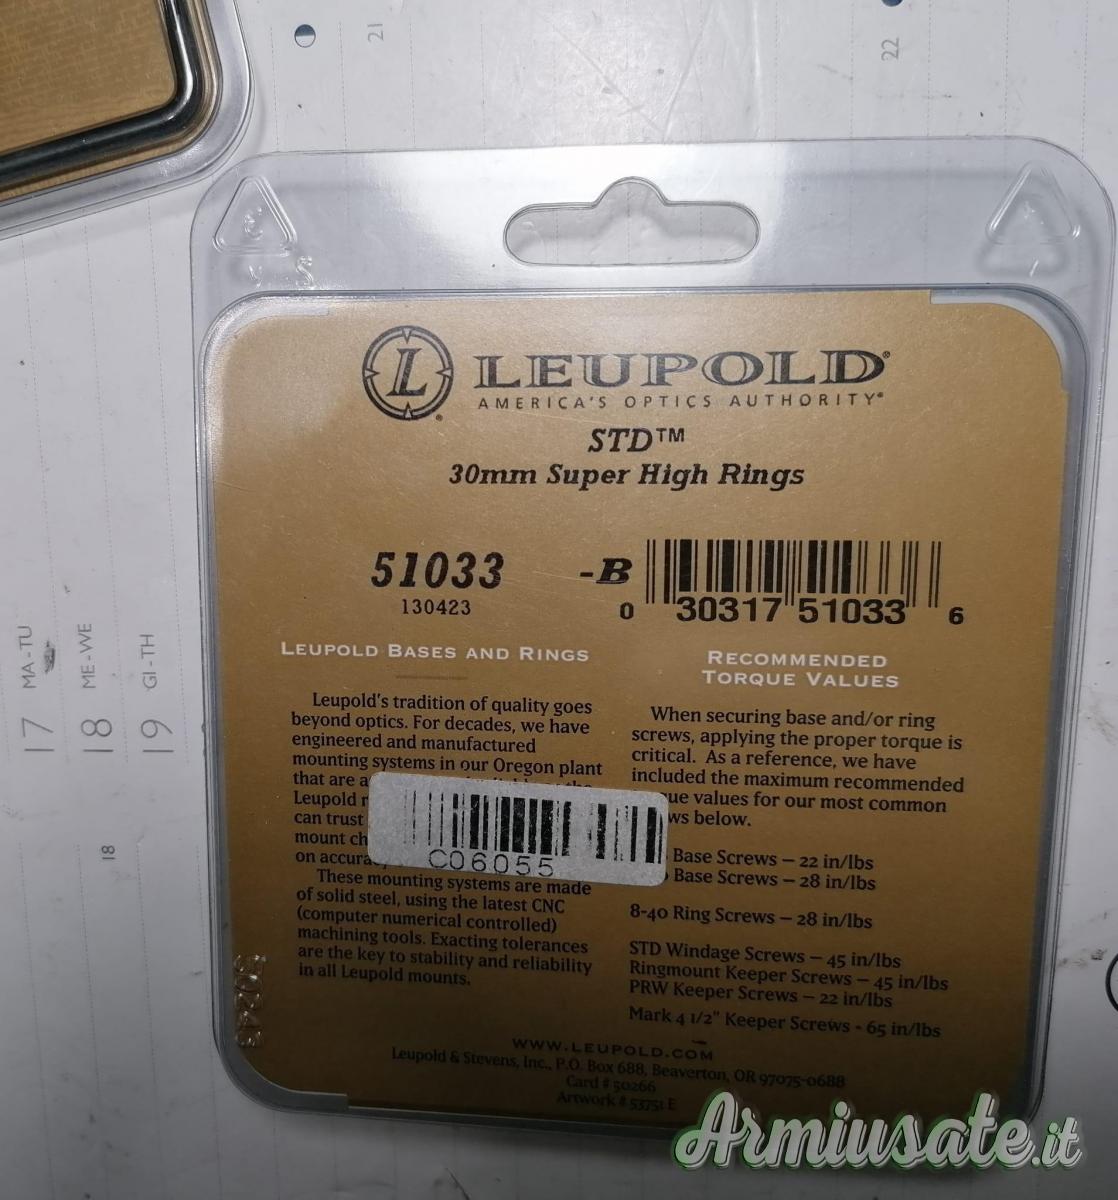 21
22
LEUPOLD®
AMERICA'S OPTICS AUTHORITY®
STD™
30mm Super High Rings
51033
130423
-B
0 30317 51033 6
LEUPOLD BASES AND RINGS
Leupold's tradition of quality goes
beyond optics. For decades, we have
engineered and manufactured
mounting systems in our Oregon plant
that are a
Leupold r
can trust
mount ch
on accura
These mounting systems are made
of solid steel, using the latest CNC
(computer numerical controlled)
machining tools. Exacting tolerances
are the key to stability and reliability
in all Leupold mounts.
C06055
RECOMMENDED
TORQUE VALUES
When securing base and/or ring
screws, applying the proper torque is
critical. As a reference, we have
included the maximum recommended
que values for our most common
ws below.
Base Screws – 22 in/lbs
Base Screws – 28 in/lbs
8-40 Ring Screws – 28 in/lbs
STD Windage Screws – 45 in/lbs
Ringmount Keeper Screws – 45 in/lbs
PRW Keeper Screws – 22 in/lbs
Mark 4 1/2" Keeper Screws - 65 in/lbs
WWW.LEUPOLD.COM
Leupold & Stevens, Inc., P.O. Box 688, Beaverton, OR 97075-0688
Card # 50266
Artwork # 53751 E
50248
17 MA-TU
18 ME-WE
19 GI-TH
18
Armiusate.it